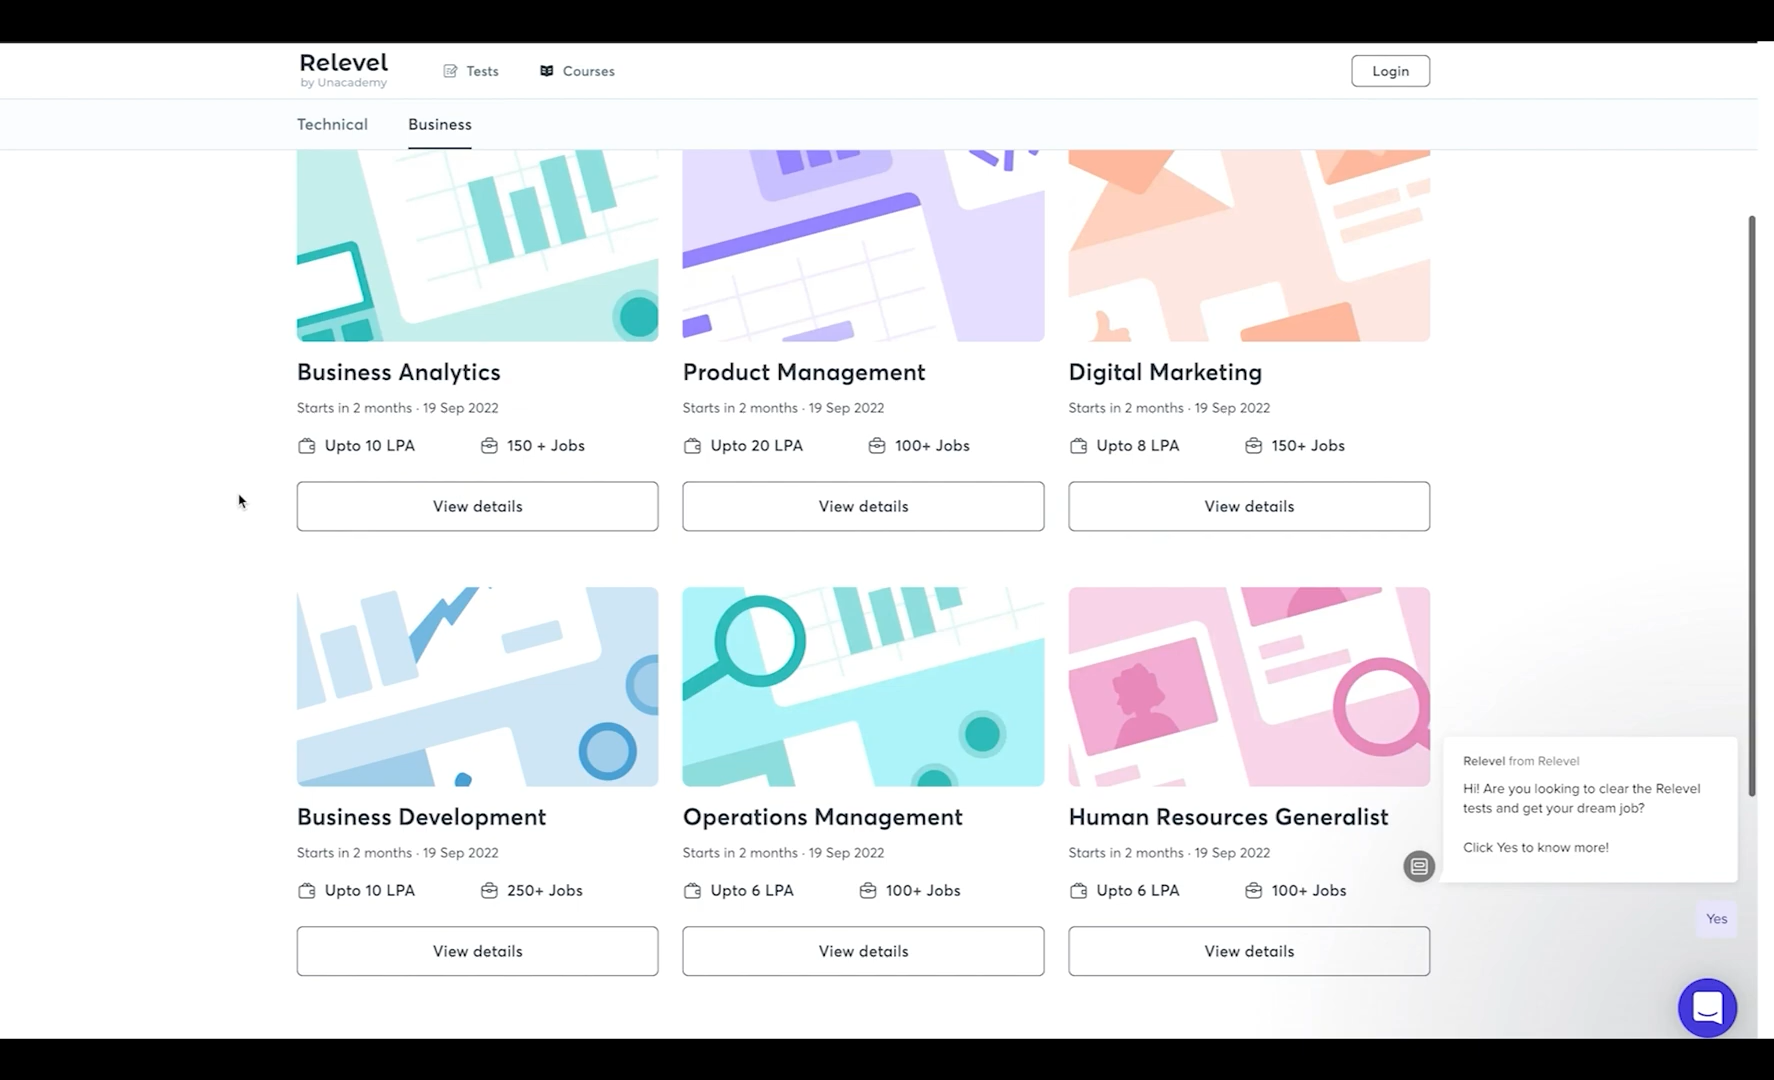 Relevel
by Unacademy
Tests
Courses
Login
Technical
Business
Business Analytics
Starts in 2 months · 19 Sep 2022
Upto 10 LPA
150 + Jobs
View details
Product Management
Starts in 2 months · 19 Sep 2022
Upto 20 LPA
100+ Jobs
View details
Digital Marketing
Starts in 2 months · 19 Sep 2022
Upto 8 LPA
150+ Jobs
View details
Business Development
Starts in 2 months · 19 Sep 2022
Upto 10 LPA
250+ Jobs
View details
Operations Management
Starts in 2 months · 19 Sep 2022
Upto 6 LPA
100+ Jobs
View details
Human Resources Generalist
Starts in 2 months · 19 Sep 2022
Upto 6 LPA
100+ Jobs
View details
Relevel from Relevel
Hi! Are you looking to clear the Relevel
tests and get your dream job?
Click Yes to know more!
Yes